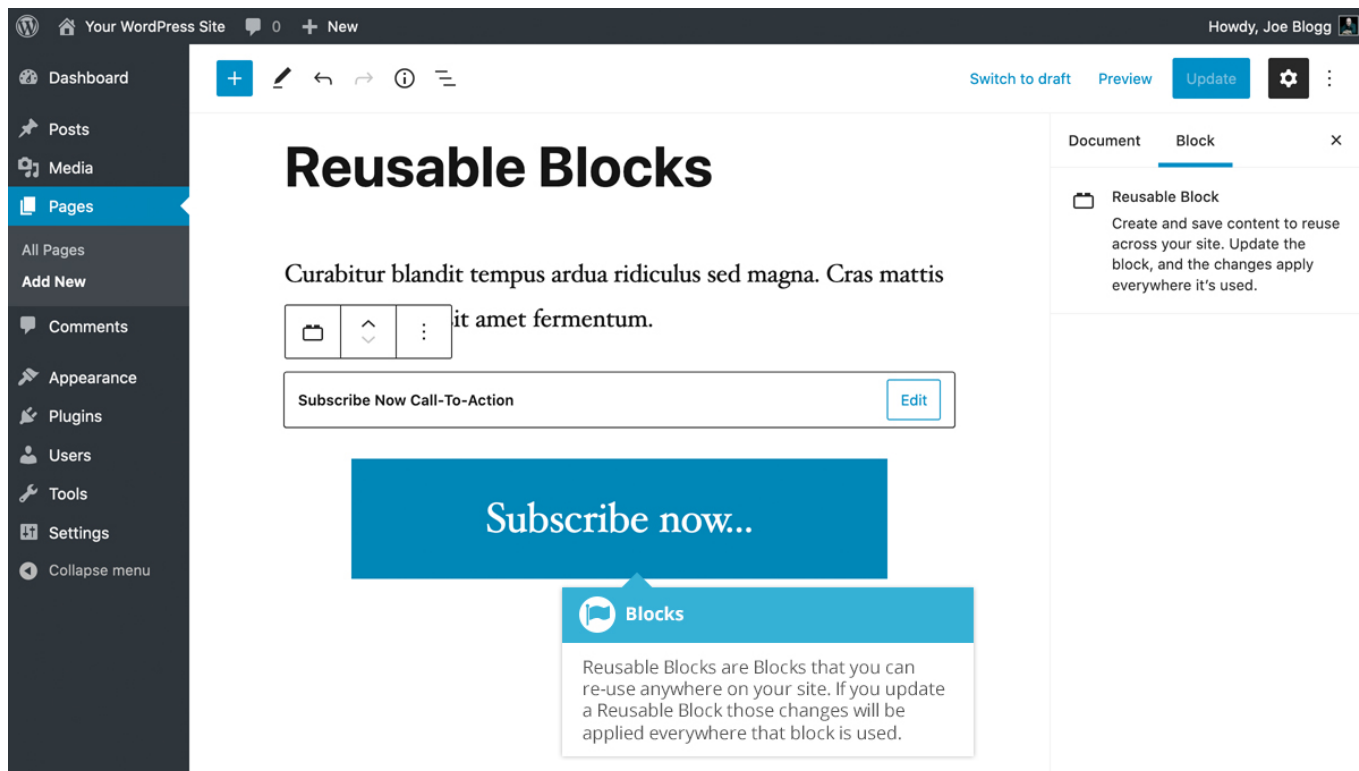 Your WordPress Site 0 New Howdy, Joe Blogg
Dashboard
Posts
Media
Pages
All Pages
Add New
Comments
Appearance
Plugins
Users
Tools
Settings
Collapse menu
Switch to draft Preview Update
Reusable Blocks
Curabitur blandit tempus ardua ridiculus sed magna. Cras mattis
it amet fermentum.
Subscribe Now Call-To-Action Edit
Subscribe now...
Blocks
Reusable Blocks are Blocks that you can
re-use anywhere on your site. If you update
a Reusable Block those changes will be
applied everywhere that block is used.
Document Block
Reusable Block
Create and save content to reuse
across your site. Update the
block, and the changes apply
everywhere it's used.